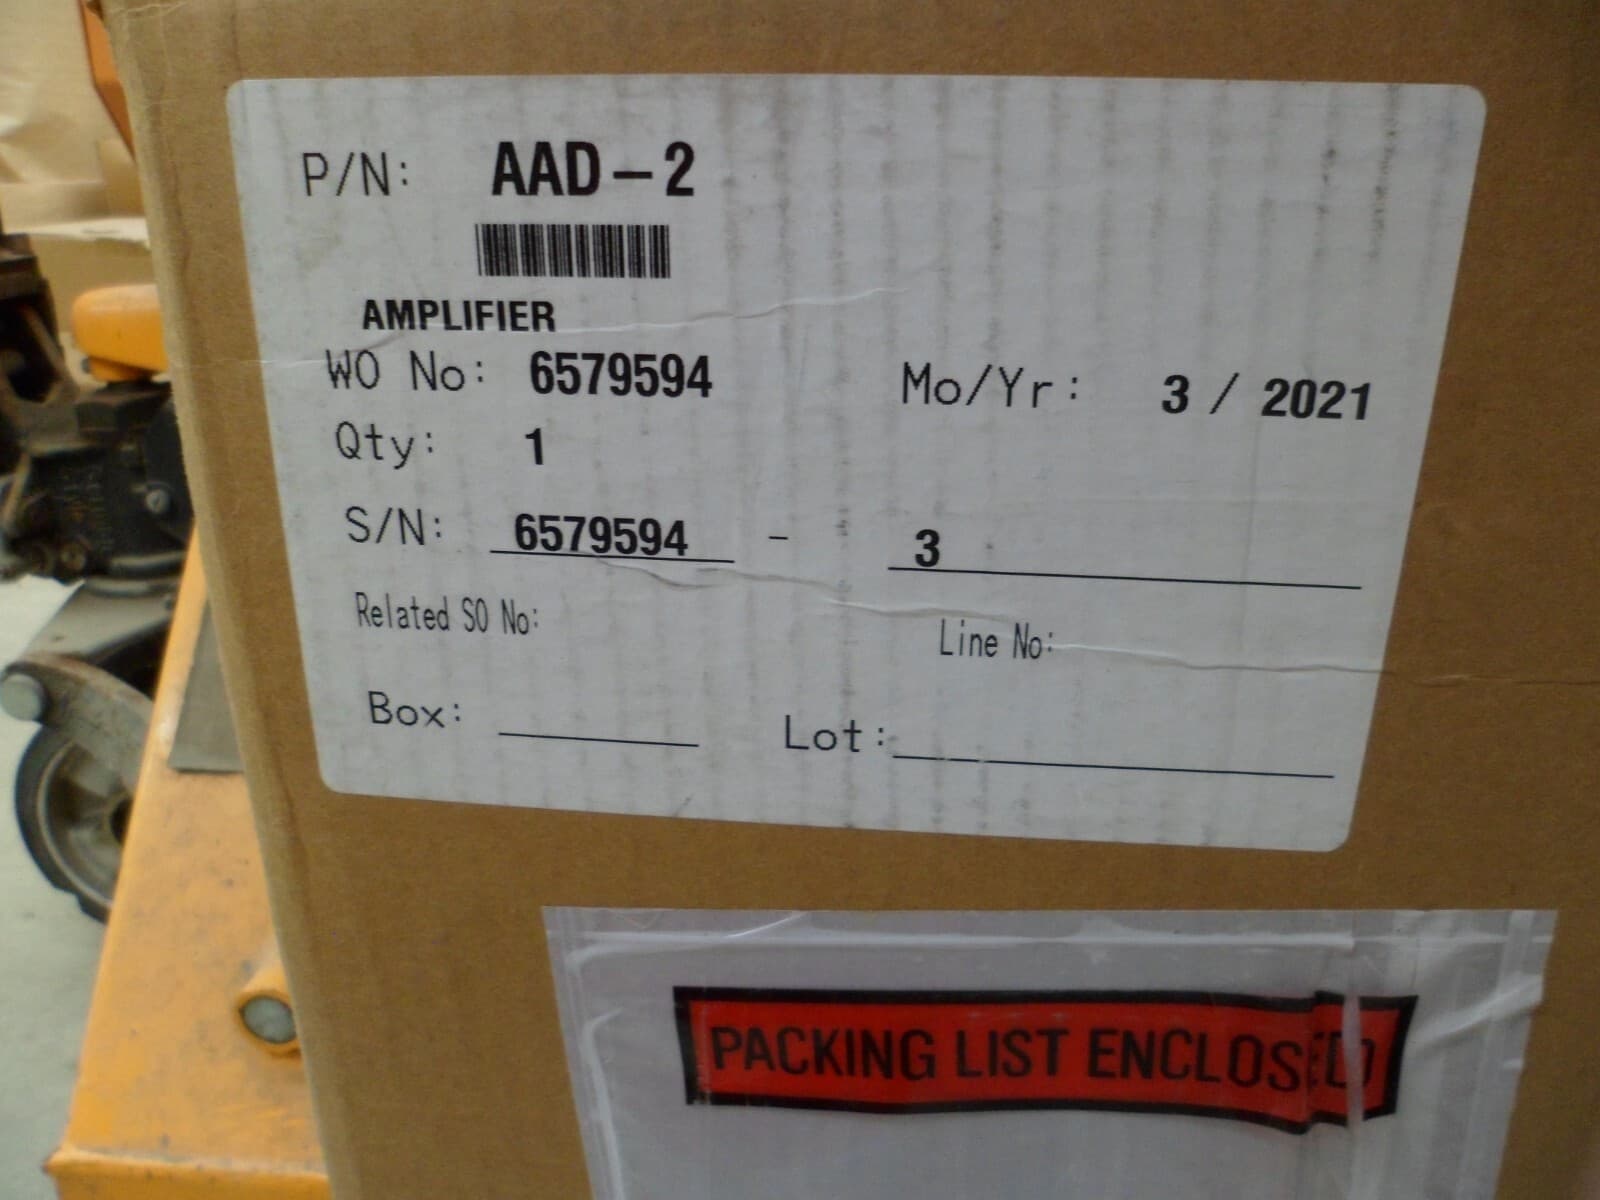 P/N: AAD-2
AMPLIFIER
WO No: 6579594 Mo/Yr: 3 / 2021
Qty: 1
S/N: 6579594 - 3
Related SO No: Line No:
Box: Lot:
PACKING LIST ENCLOSED